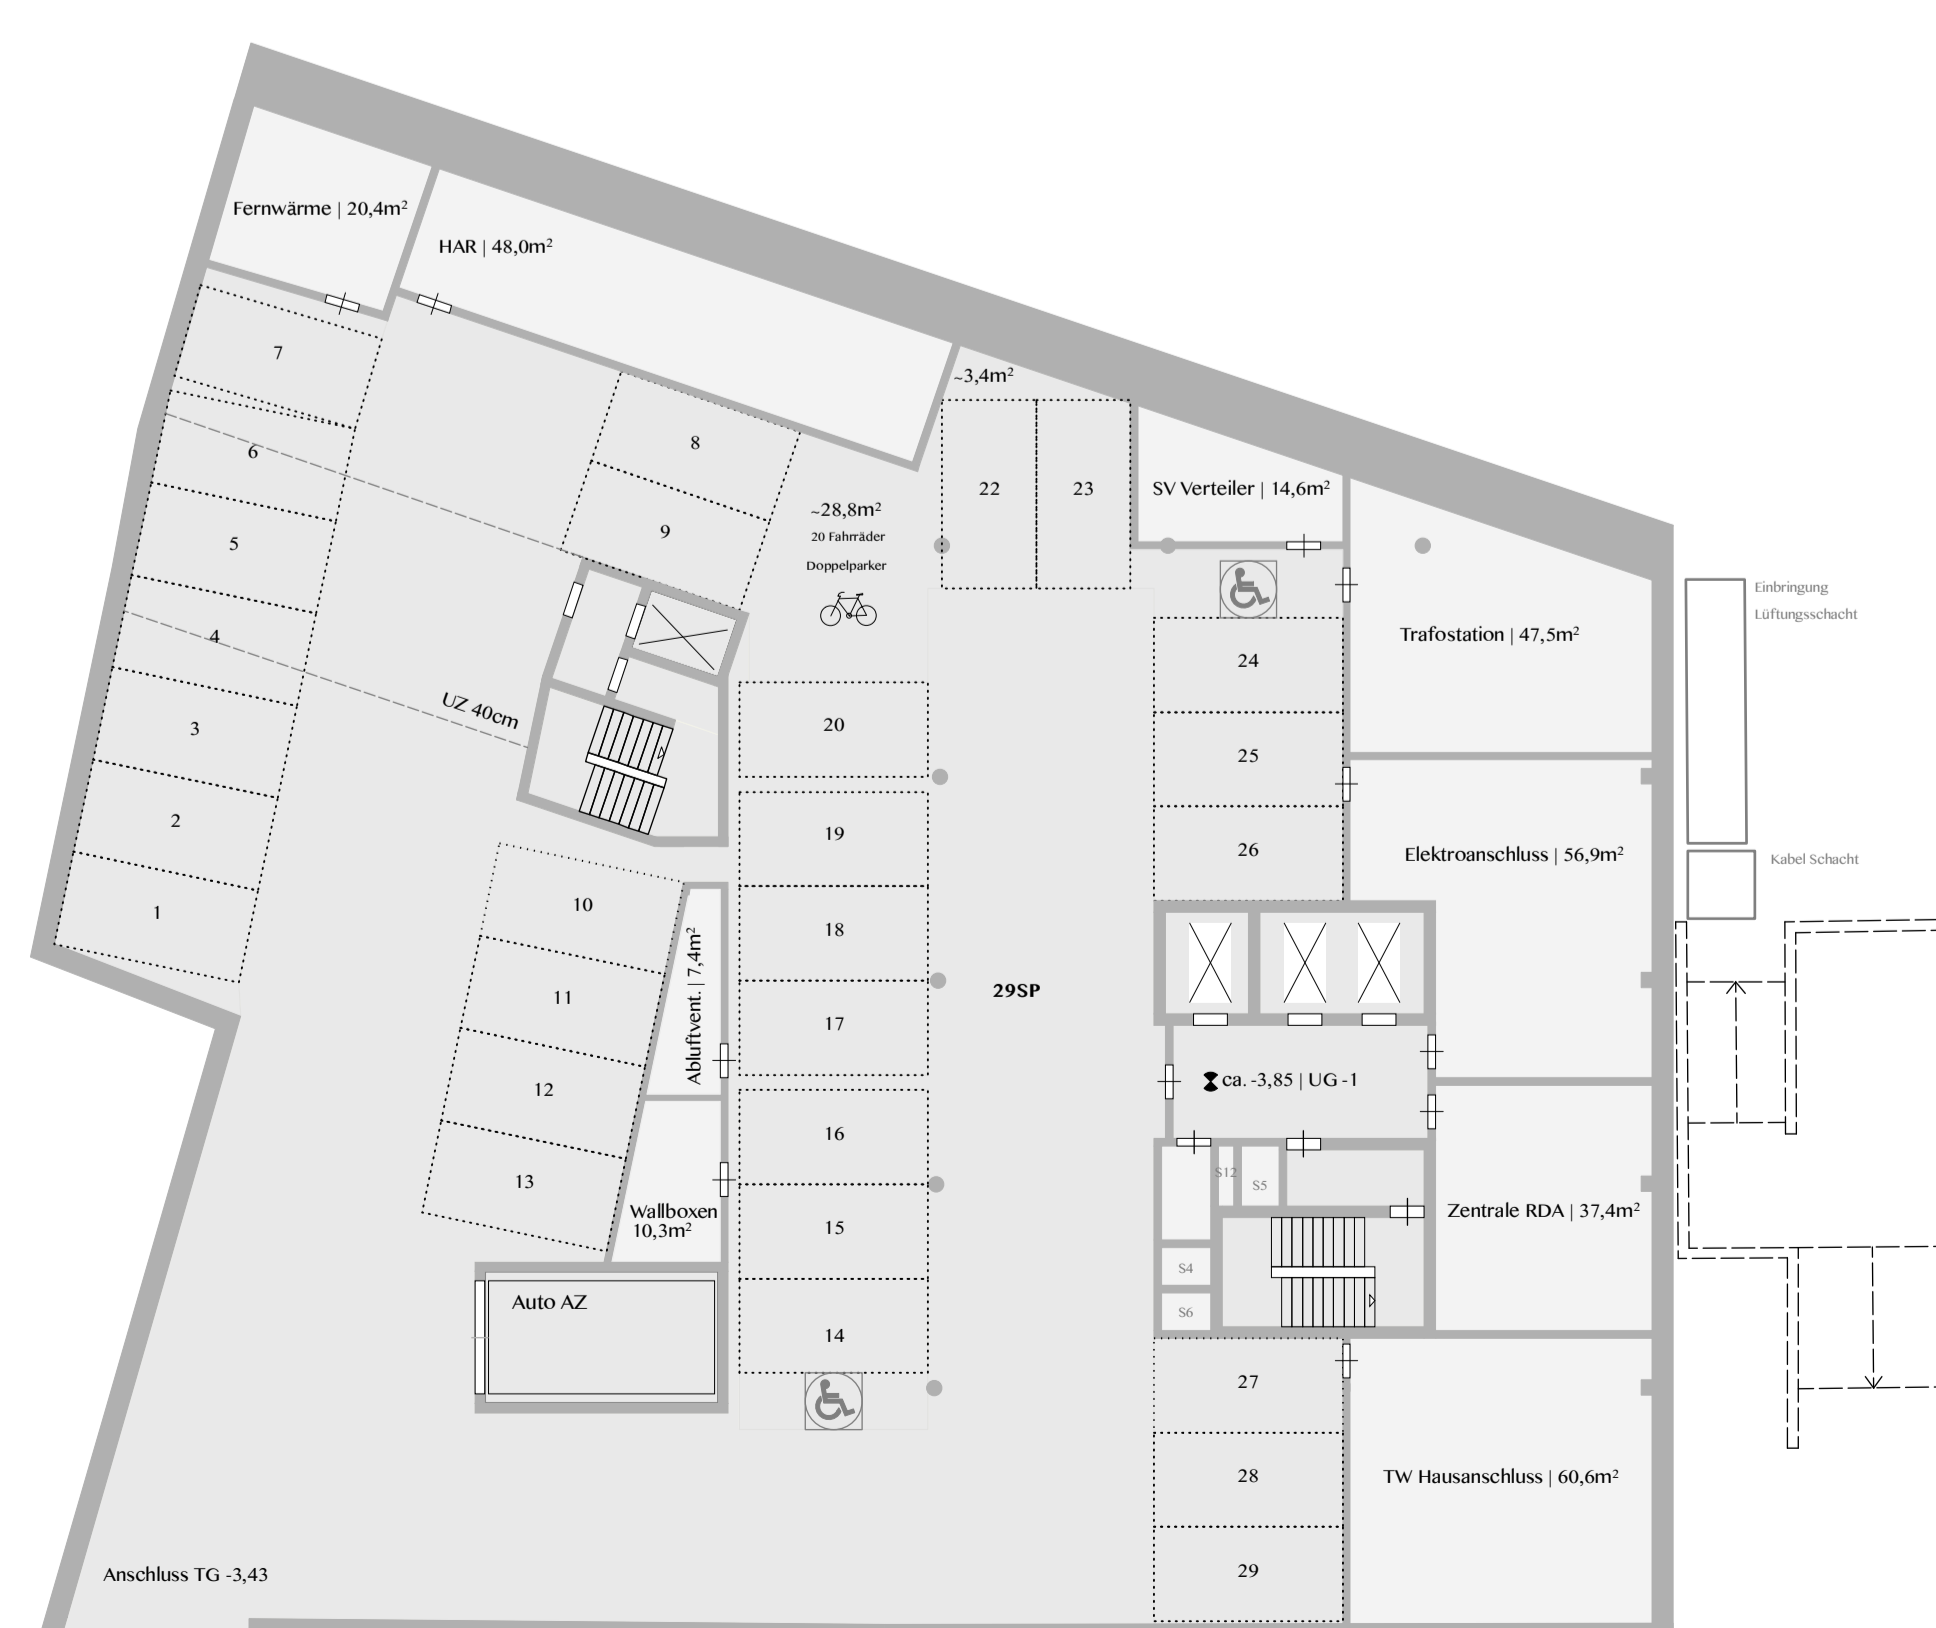 Fernwärme | 20,4m²
HAR | 48,0m²
7
~3,4m²
6
8
22
23
SV Verteiler | 14,6m²
5
9
~28,8m²
20 Fahrräder
Doppelparker
Einbringung
Lüftungsschacht
4
24
Trafostation | 47,5m²
3
UZ 40cm
20
25
2
19
26
Elektroanschluss | 56,9m²
Kabel Schacht
1
10
18
Abluftvent. | 7,4m²
11
17
29SP
12
ca. -3,85 | UG -1
13
16
S12
S5
Wallboxen
10,3m²
15
Zentrale RDA | 37,4m²
S4
Auto AZ
S6
14
27
28
TW Hausanschluss | 60,6m²
29
Anschluss TG -3,43